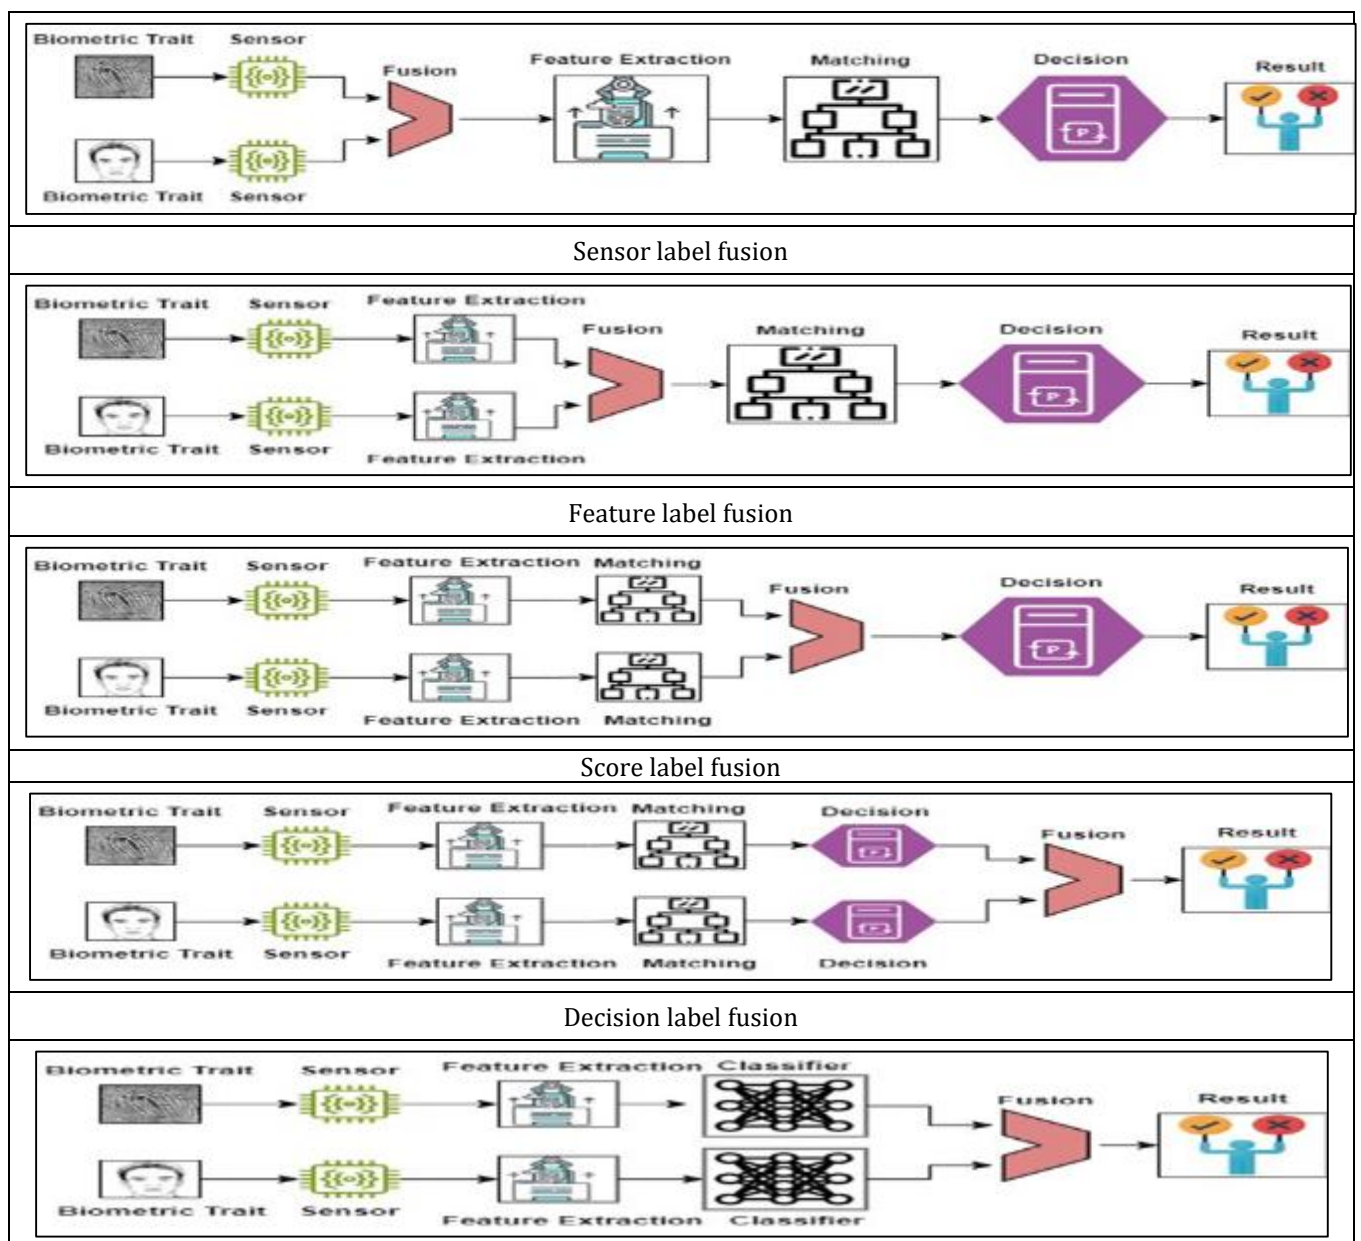 Biometric Trait Sensor
Fusion Feature Extraction Matching Decision Result
Biometric Trait Sensor
Sensor label fusion
Biometric Trait Sensor Feature Extraction
Fusion Matching Decision Result
Biometric Trait Sensor Feature Extraction
Feature label fusion
Biometric Trait Sensor Feature Extraction Matching
Fusion Decision Result
Biometric Trait Sensor Feature Extraction Matching
Score label fusion
Biometric Trait Sensor Feature Extraction Matching Decision
Fusion Result
Biometric Trait Sensor Feature Extraction Matching Decision
Decision label fusion
Biometric Trait Sensor Feature Extraction Classifier
Fusion Result
Biometric Trait Sensor Feature Extraction Classifier